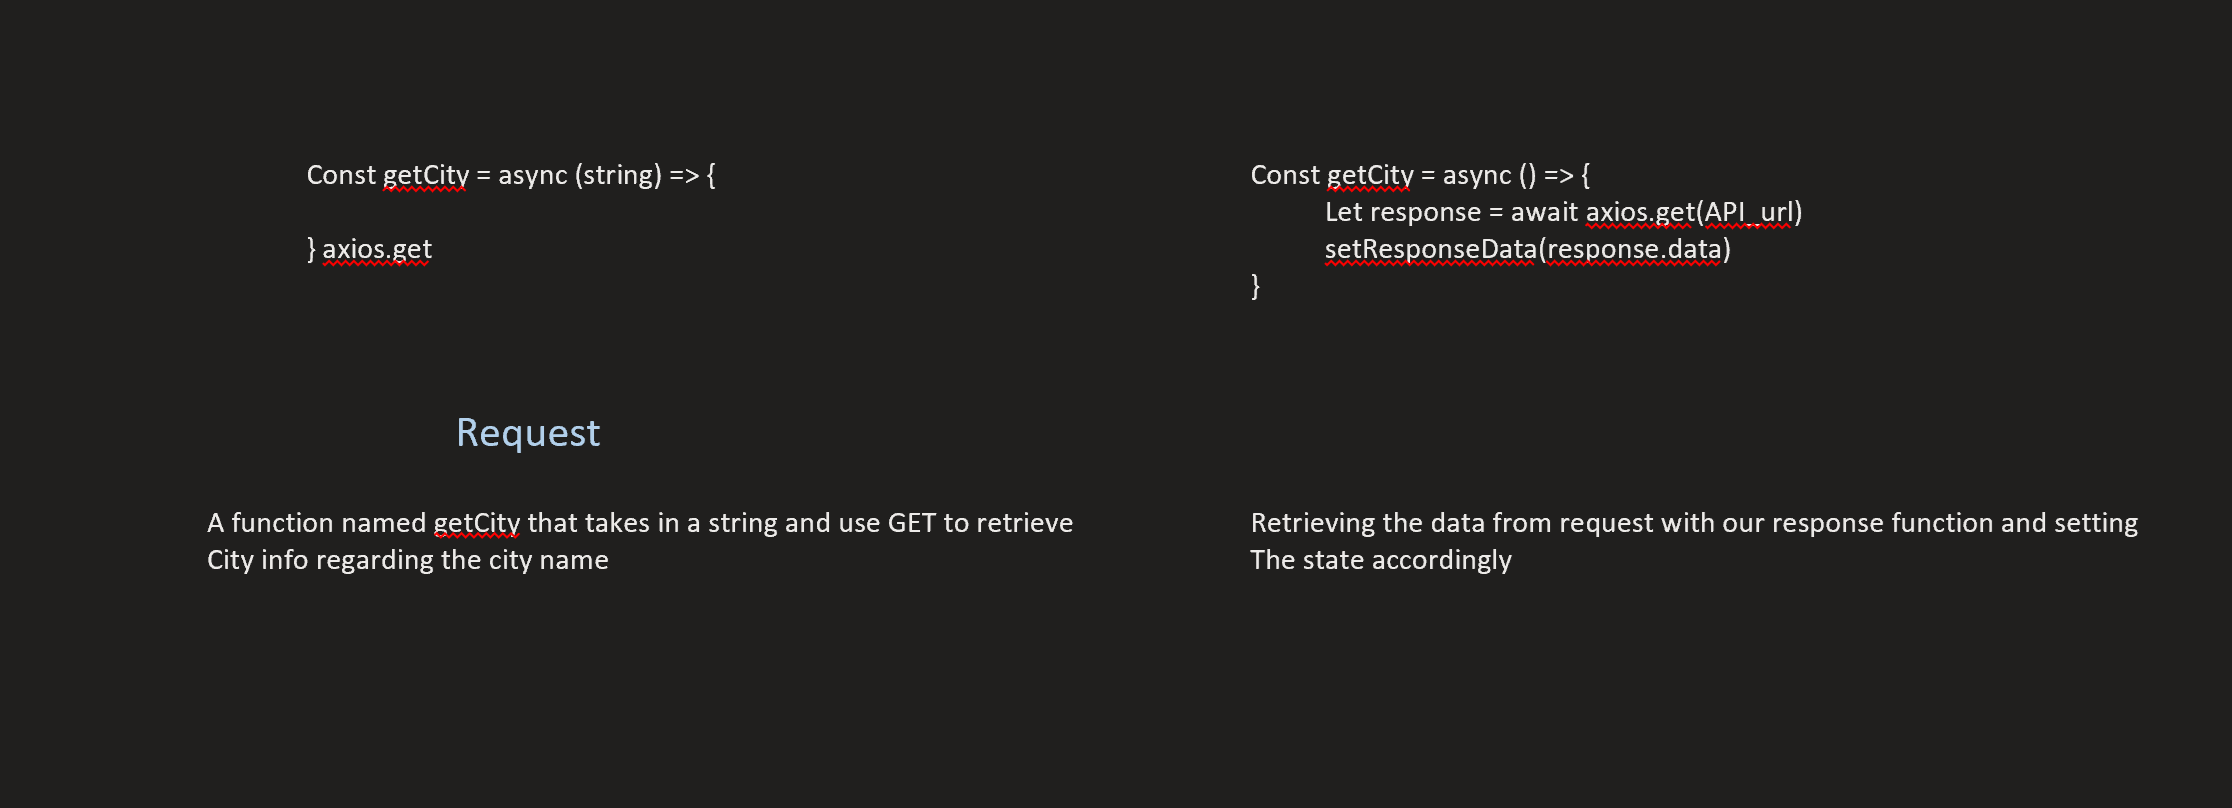 Const getCity = async (string) => {
} axios.get
Const getCity = async () => {
Let response = await axios.get(API_url)
setResponseData(response.data)
}
Request
A function named getCity that takes in a string and use GET to retrieve
City info regarding the city name
Retrieving the data from request with our response function and setting
The state accordingly